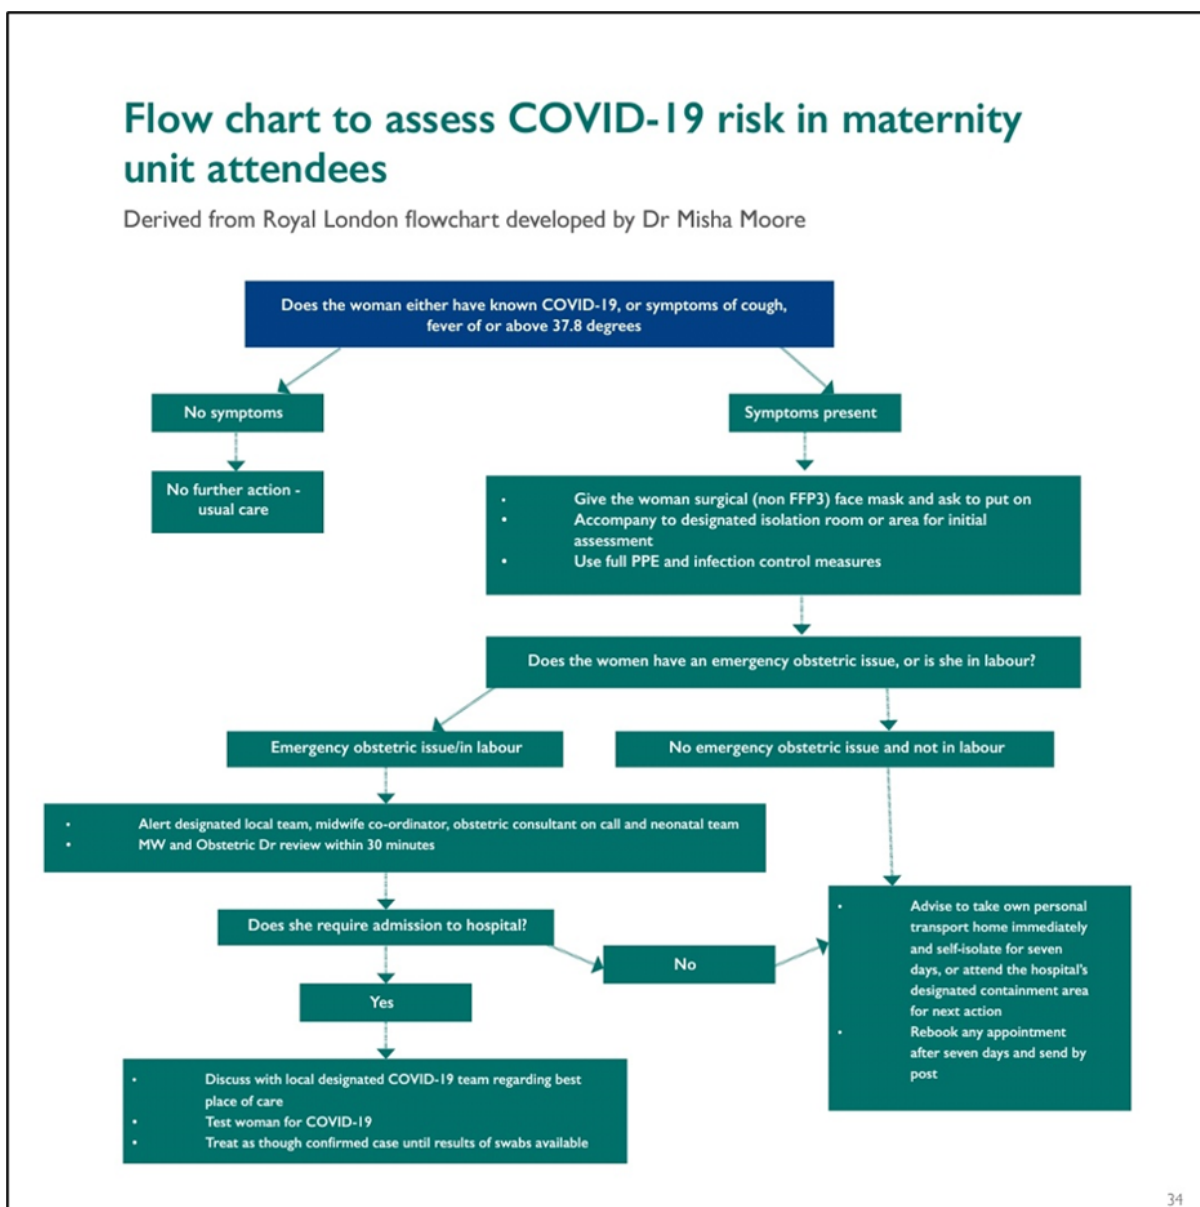 Flow chart to assess COVID-19 risk in maternity
unit attendees
Derived from Royal London flowchart developed by Dr Misha Moore
Does the woman either have known COVID-19, or symptoms of cough,
fever of or above 37.8 degrees
No symptoms
Symptoms present
No further action -
usual care
• Give the woman surgical (non FFP3) face mask and ask to put on
• Accompany to designated isolation room or area for initial
assessment
• Use full PPE and infection control measures
Does the women have an emergency obstetric issue, or is she in labour?
Emergency obstetric issue/in labour
No emergency obstetric issue and not in labour
• Alert designated local team, midwife co-ordinator, obstetric consultant on call and neonatal team
• MW and Obstetric Dr review within 30 minutes
Does she require admission to hospital?
No
Yes
• Advise to take own personal
transport home immediately
and self-isolate for seven
days, or attend the hospital's
designated containment area
for next action
• Rebook any appointment
after seven days and send by
post
• Discuss with local designated COVID-19 team regarding best
place of care
• Test woman for COVID-19
• Treat as though confirmed case until results of swabs available
34